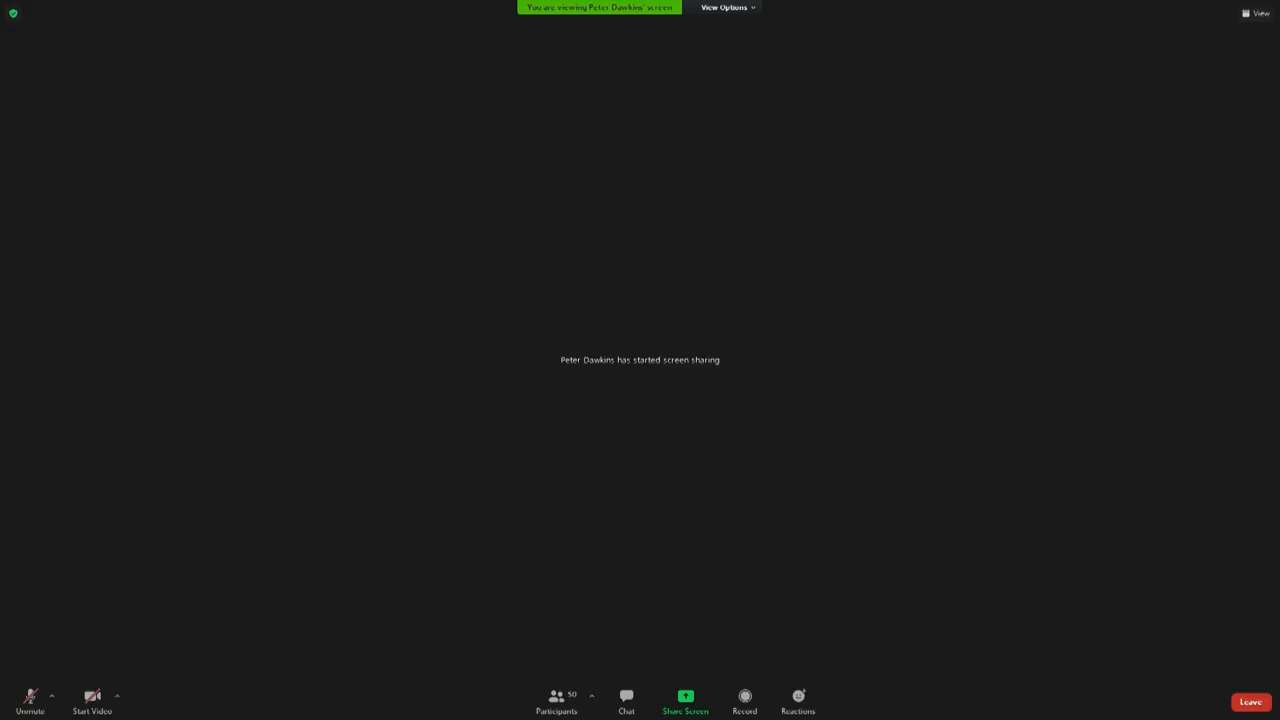 You are viewing Peter Dawkins' screen
View Options
View
Peter Dawkins has started screen sharing
Unmute
Start Video
50
Participants
Chat
Share Screen
Record
Reactions
Leave